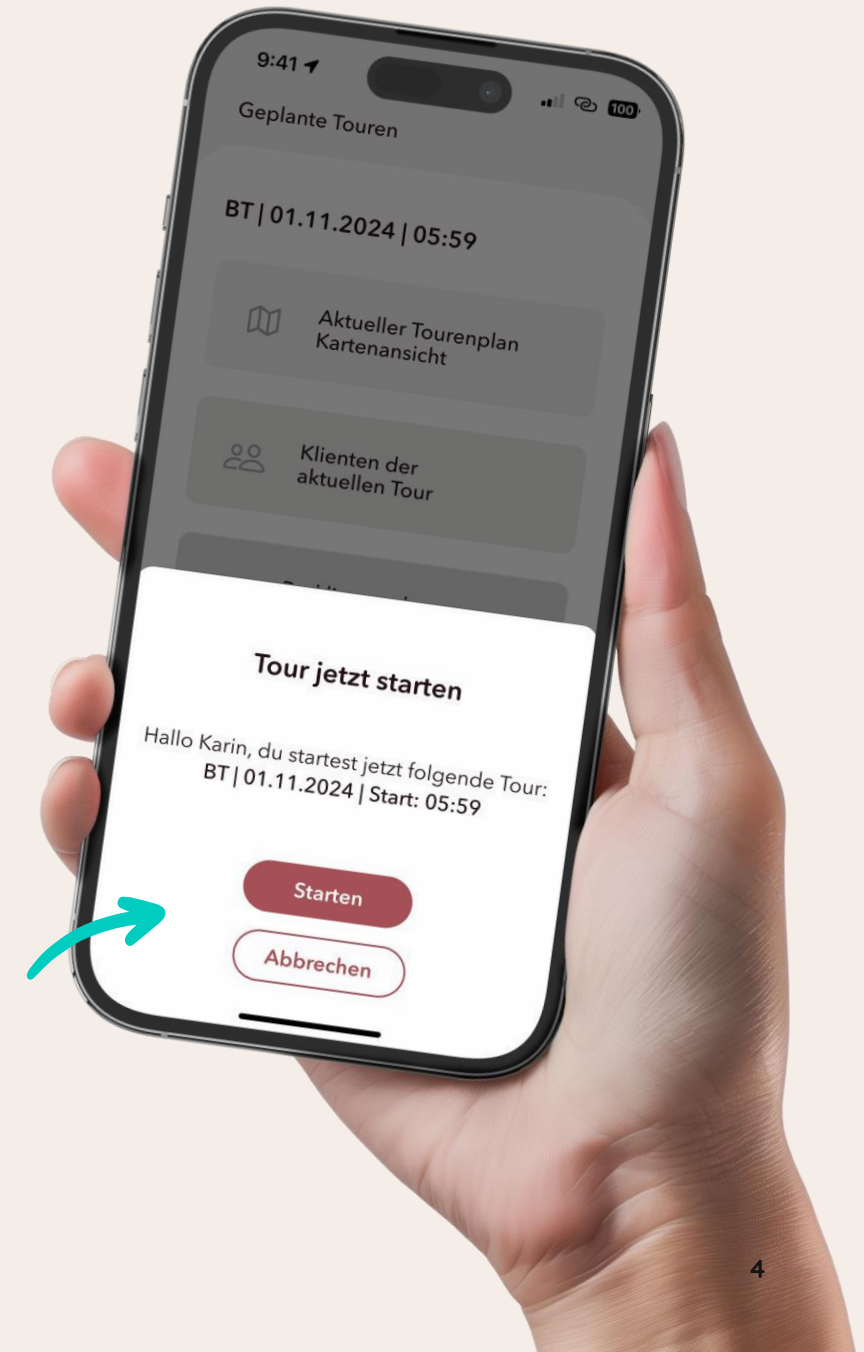 9:41
100
Geplante Touren
BT | 01.11.2024 | 05:59
Aktueller Tourenplan
Kartenansicht
Klienten der
aktuellen Tour
Tour jetzt starten
Hallo Karin, du startest jetzt folgende Tour:
BT | 01.11.2024 | Start: 05:59
Starten
Abbrechen
4